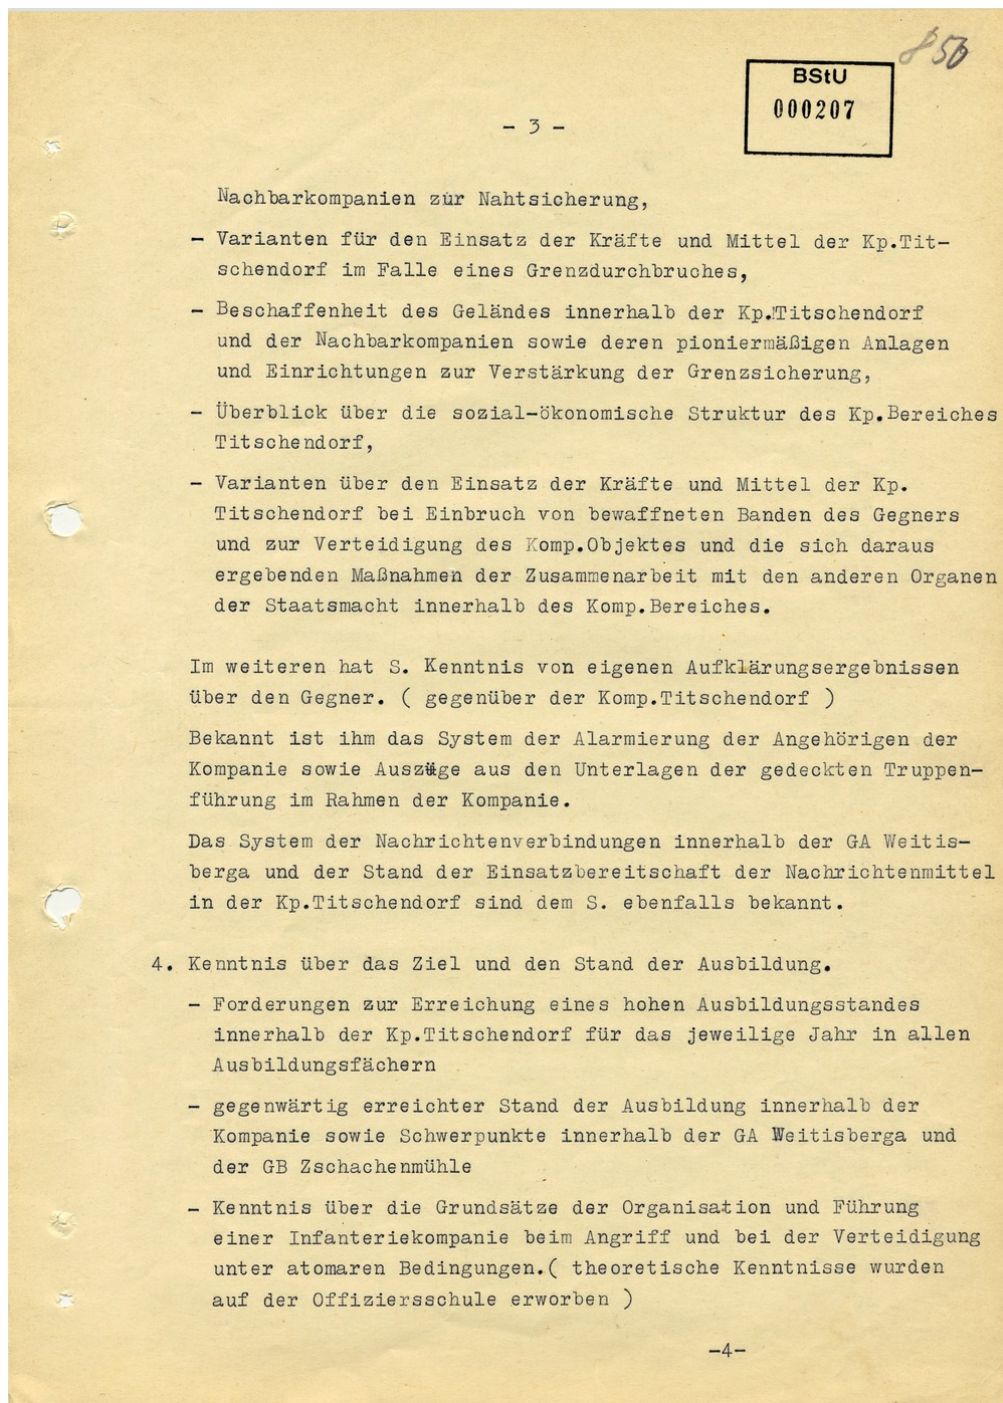 850
BStU
000207
- 3 -
Nachbarkompanien zur Nahtsicherung,
- Varianten für den Einsatz der Kräfte und Mittel der Kp.Tit-
schendorf im Falle eines Grenzdurchbruches,
- Beschaffenheit des Geländes innerhalb der Kp.Titschendorf
und der Nachbarkompanien sowie deren pioniermäßigen Anlagen
und Einrichtungen zur Verstärkung der Grenzsicherung,
- Überblick über die sozial-ökonomische Struktur des Kp.Bereiches
Titschendorf,
- Varianten über den Einsatz der Kräfte und Mittel der Kp.
Titschendorf bei Einbruch von bewaffneten Banden des Gegners
und zur Verteidigung des Komp.Objektes und die sich daraus
ergebenden Maßnahmen der Zusammenarbeit mit den anderen Organen
der Staatsmacht innerhalb des Komp.Bereiches.
Im weiteren hat S. Kenntnis von eigenen Aufklärungsergebnissen
über den Gegner. ( gegenüber der Komp.Titschendorf )
Bekannt ist ihm das System der Alarmierung der Angehörigen der
Kompanie sowie Auszüge aus den Unterlagen der gedeckten Truppen-
führung im Rahmen der Kompanie.
Das System der Nachrichtenverbindungen innerhalb der GA Weitis-
berga und der Stand der Einsatzbereitschaft der Nachrichtenmittel
in der Kp.Titschendorf sind dem S. ebenfalls bekannt.
4. Kenntnis über das Ziel und den Stand der Ausbildung.
- Forderungen zur Erreichung eines hohen Ausbildungsstandes
innerhalb der Kp.Titschendorf für das jeweilige Jahr in allen
Ausbildungsfächern
- gegenwärtig erreichter Stand der Ausbildung innerhalb der
Kompanie sowie Schwerpunkte innerhalb der GA Weitisberga und
der GB Zschachenmühle
- Kenntnis über die Grundsätze der Organisation und Führung
einer Infanteriekompanie beim Angriff und bei der Verteidigung
unter atomaren Bedingungen.( theoretische Kenntnisse wurden
auf der Offiziersschule erworben )
-4-